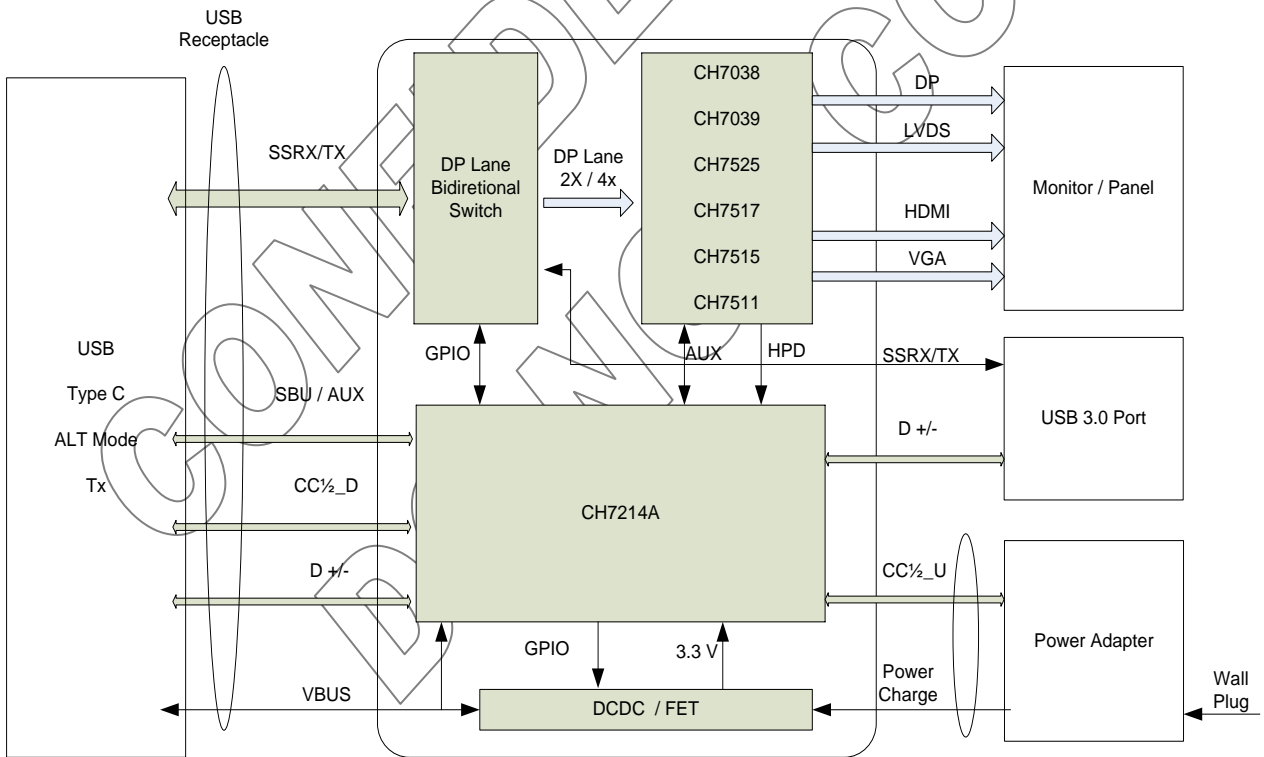 USB
Receptacle
CH7038
CH7039
CH7525
CH7517
CH7515
CH7511
DP
LVDS
HDMI
VGA
Monitor / Panel
SSRX/TX
DP Lane
Bidiretional
Switch
DP Lane
2X / 4x
GPIO
AUX
HPD
SSRX/TX
USB
Type C
ALT Mode
Tx
SBU / AUX
CC½_D
D +/-
CH7214A
D +/-
USB 3.0 Port
CC½_U
Power Adapter
GPIO
3.3 V
Power
Charge
Wall
Plug
VBUS
DCDC / FET